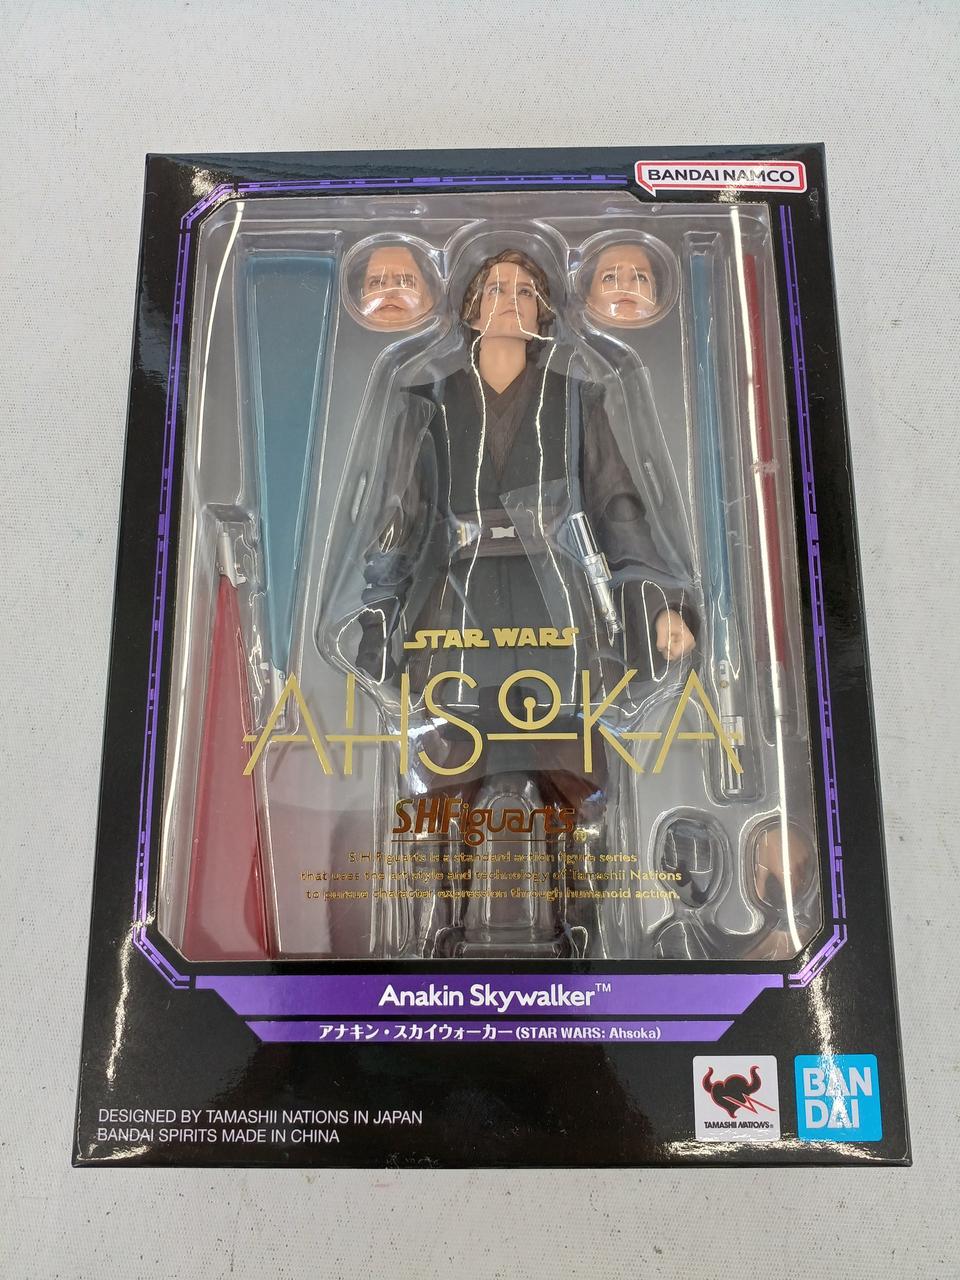 BANDAI NAMCO
STAR WARS
AHSOKA
S.H.Figuarts®
S.H.Figuarts is a standard action figure series
that uses the art style and technology of Tamashii Nations
to pursue character expression through humanoid action.
Anakin Skywalker™
アナキン・スカイウォーカー (STAR WARS: Ahsoka)
DESIGNED BY TAMASHII NATIONS IN JAPAN
BANDAI SPIRITS MADE IN CHINA
TAMASHII NATIONS®
BAN
DAI